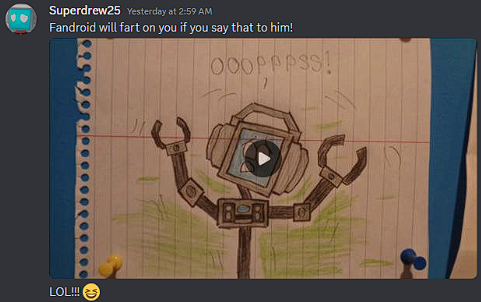 Superdrew25 Yesterday at 2:59 AM
Fandroid will fart on you if you say that to him!
OOOPPPSS!
LOL!!!